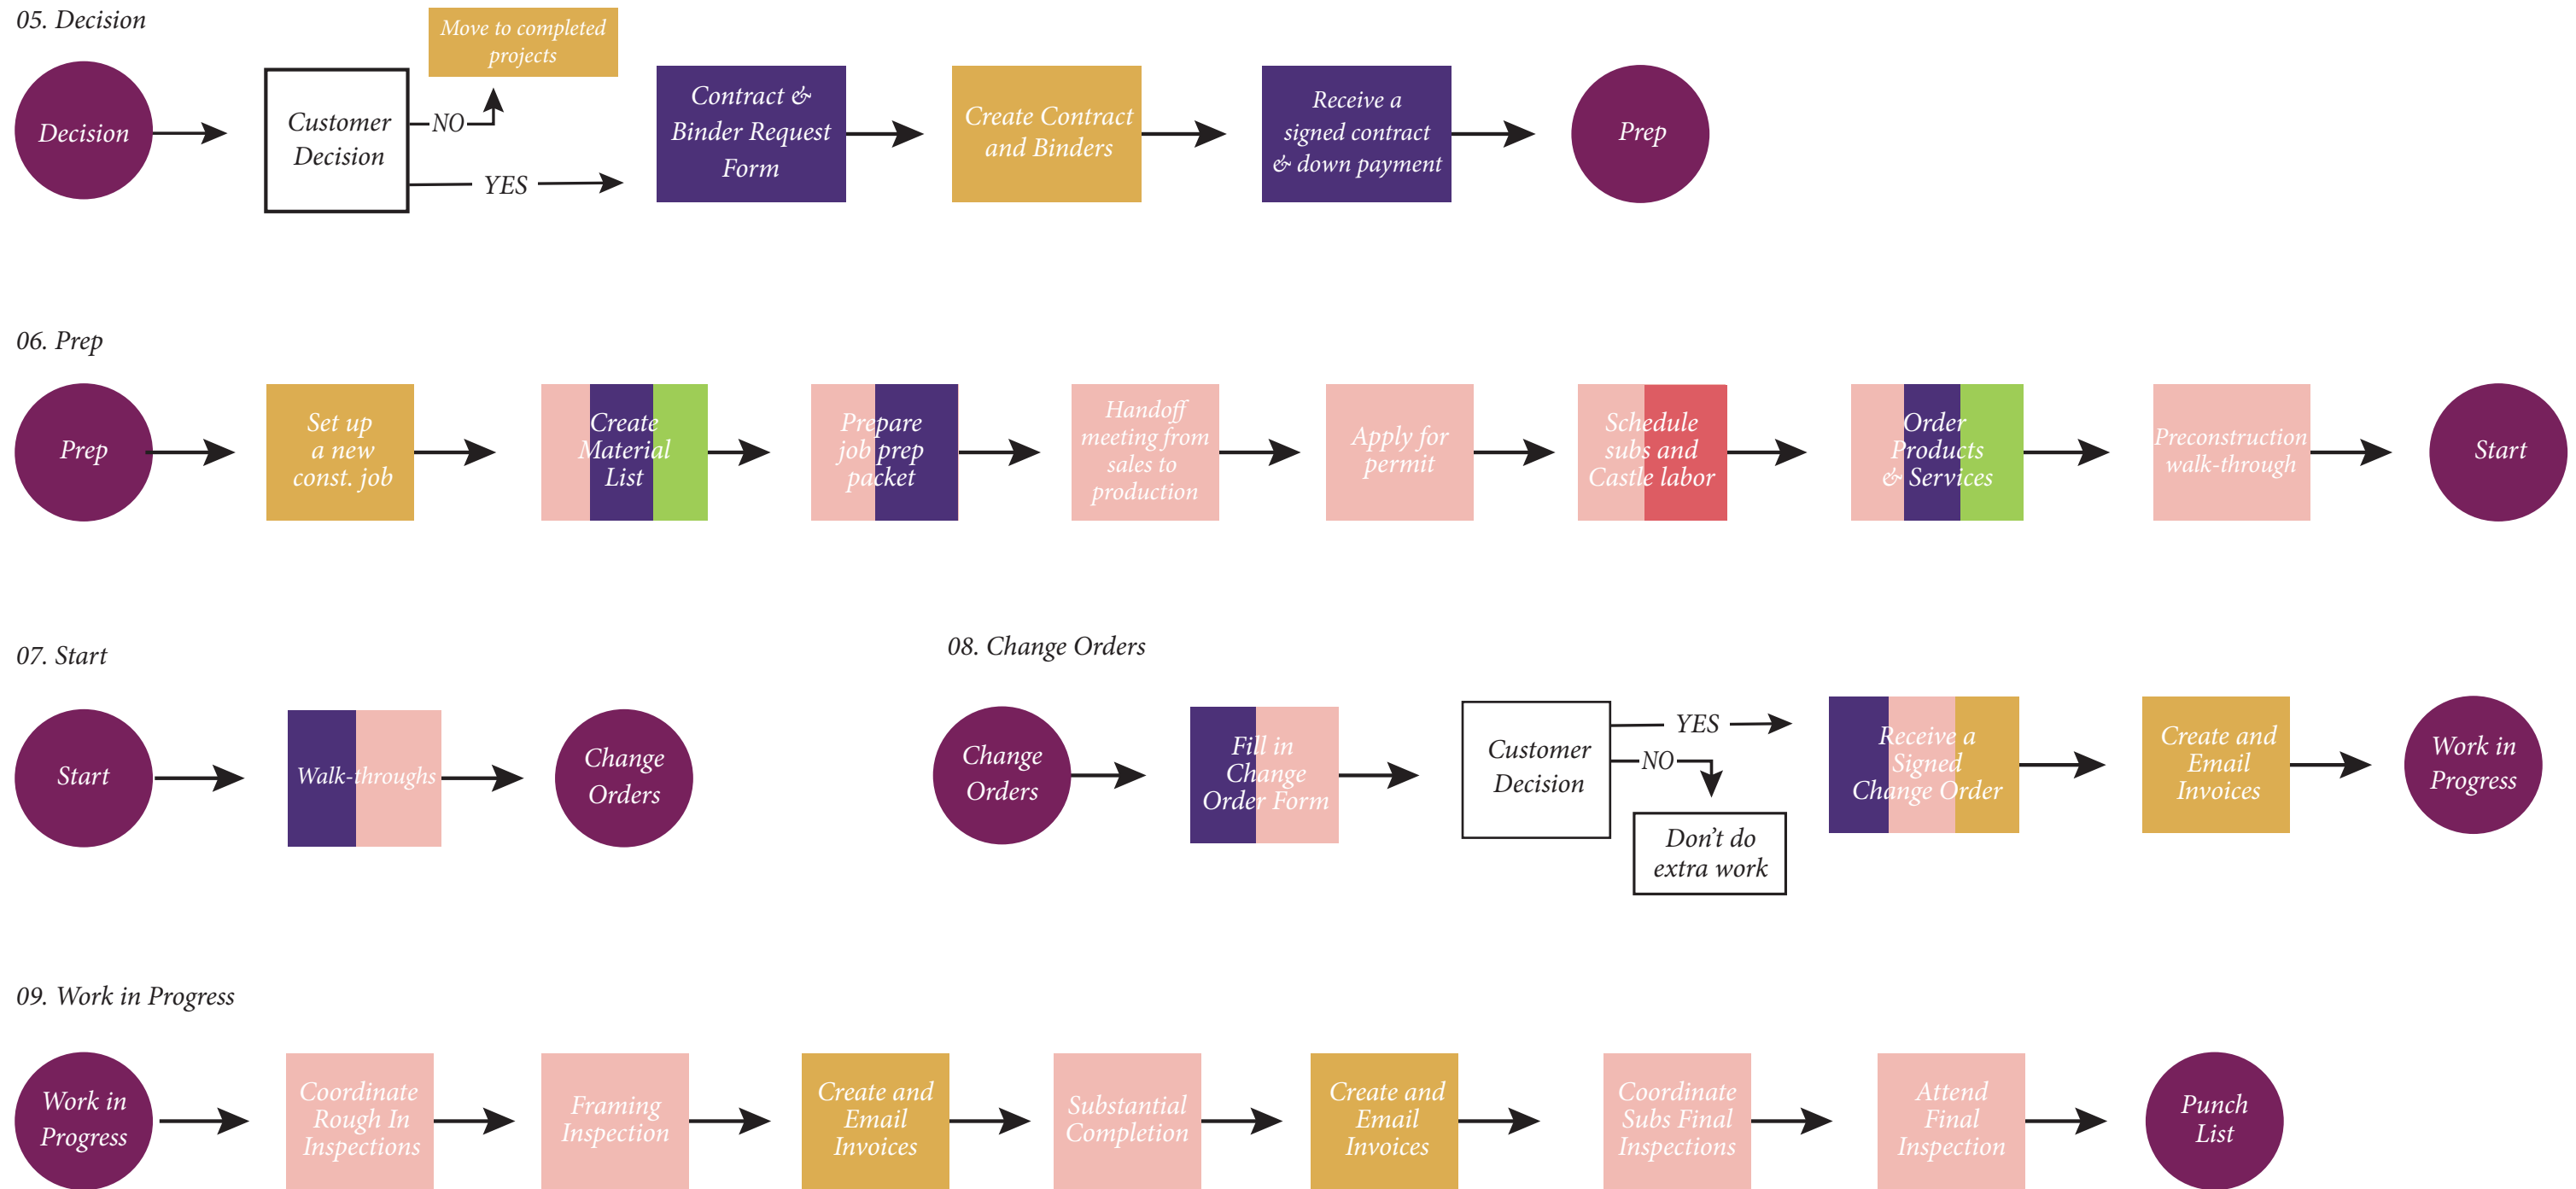 05. Decision
Decision
Customer
Decision
NO
Move to completed
projects
YES
Contract &
Binder Request
Form
Create Contract
and Binders
Receive a
signed contract
& down payment
Prep
06. Prep
Prep
Set up
a new
const. job
Create
Material
List
Prepare
job prep
packet
Handoff
meeting from
sales to
production
Apply for
permit
Schedule
subs and
Castle labor
Order
Products
& Services
Preconstruction
walk-through
Start
07. Start
Start
Walk-throughs
Change
Orders
08. Change Orders
Change
Orders
Fill in
Change
Order Form
Customer
Decision
YES
NO
Don't do
extra work
Receive a
Signed
Change Order
Create and
Email
Invoices
Work in
Progress
09. Work in Progress
Work in
Progress
Coordinate
Rough In
Inspections
Framing
Inspection
Create and
Email
Invoices
Substantial
Completion
Create and
Email
Invoices
Coordinate
Subs Final
Inspections
Attend
Final
Inspection
Punch
List